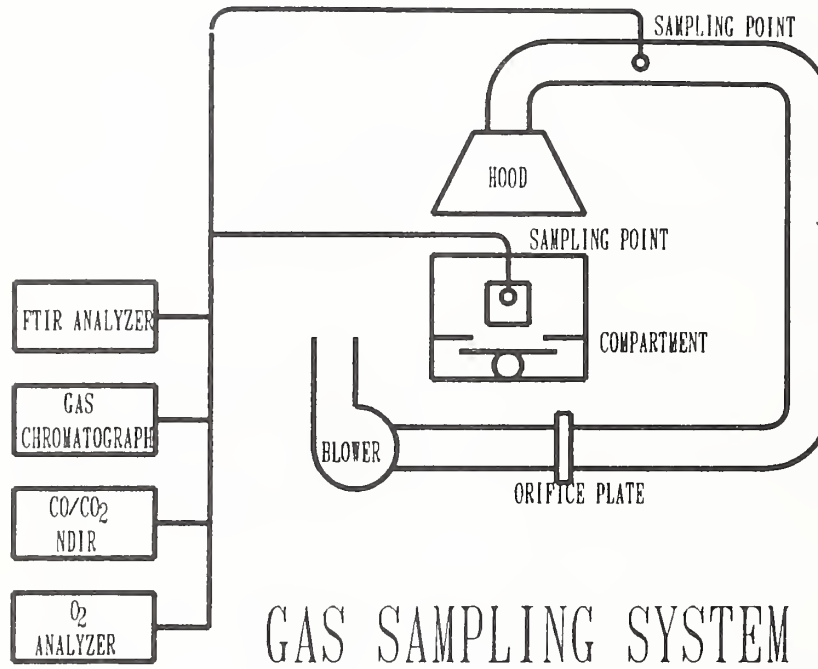 SAMPLING POINT
HOOD
SAMPLING POINT
FTIR ANALYZER
COMPARTMENT
GAS
CHROMATOGRAPH
BLOWER
ORIFICE PLATE
CO/CO2
NDIR
O2
ANALYZER
GAS SAMPLING SYSTEM